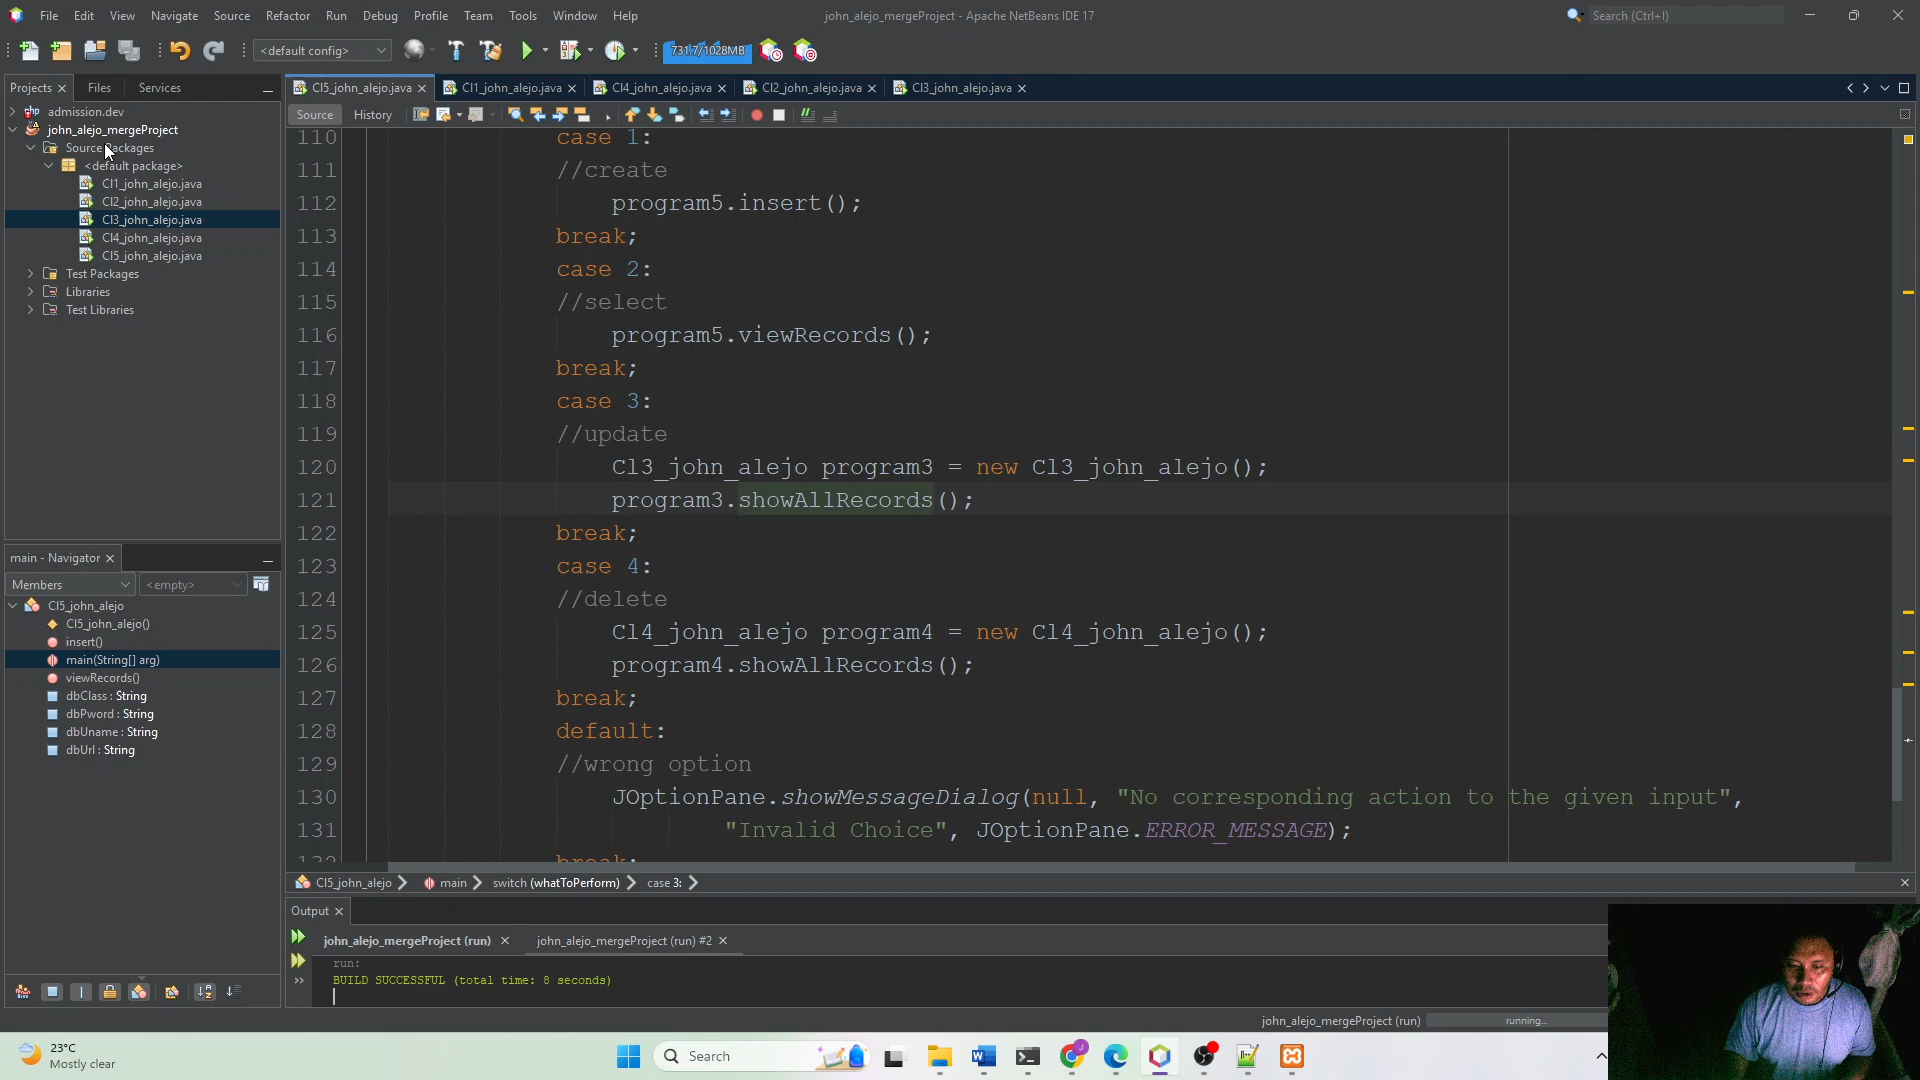 File Edit View Navigate Source Refactor Run Debug Profile Team Tools Window Help
john_alejo_mergeProject - Apache NetBeans IDE 17
Search (Ctrl+I)
<default config>
731.7/1028MB
Projects Files Services
Cl5_john_alejo.java Cl1_john_alejo.java Cl4_john_alejo.java Cl2_john_alejo.java Cl3_john_alejo.java
Source History
admission.dev
john_alejo_mergeProject
Source Packages
<default package>
Cl1_john_alejo.java
Cl2_john_alejo.java
Cl3_john_alejo.java
Cl4_john_alejo.java
Cl5_john_alejo.java
Test Packages
Libraries
Test Libraries
110 case 1:
111 //create
112 program5.insert();
113 break;
114 case 2:
115 //select
116 program5.viewRecords();
117 break;
118 case 3:
119 //update
120 Cl3_john_alejo program3 = new Cl3_john_alejo();
121 program3.showAllRecords();
122 break;
123 case 4:
124 //delete
125 Cl4_john_alejo program4 = new Cl4_john_alejo();
126 program4.showAllRecords();
127 break;
128 default:
129 //wrong option
130 JOptionPane.showMessageDialog(null, "No corresponding action to the given input",
131 "Invalid Choice", JOptionPane.ERROR_MESSAGE);
132 break;
main - Navigator
Members <empty>
Cl5_john_alejo
Cl5_john_alejo()
insert()
main(String[] arg)
viewRecords()
dbClass : String
dbPword : String
dbUname : String
dbUrl : String
Cl5_john_alejo main switch (whatToPerform) case 3:
Output
john_alejo_mergeProject (run) john_alejo_mergeProject (run) #2
run:
BUILD SUCCESSFUL (total time: 8 seconds)
john_alejo_mergeProject (run) running...
23°C
Mostly clear
Search